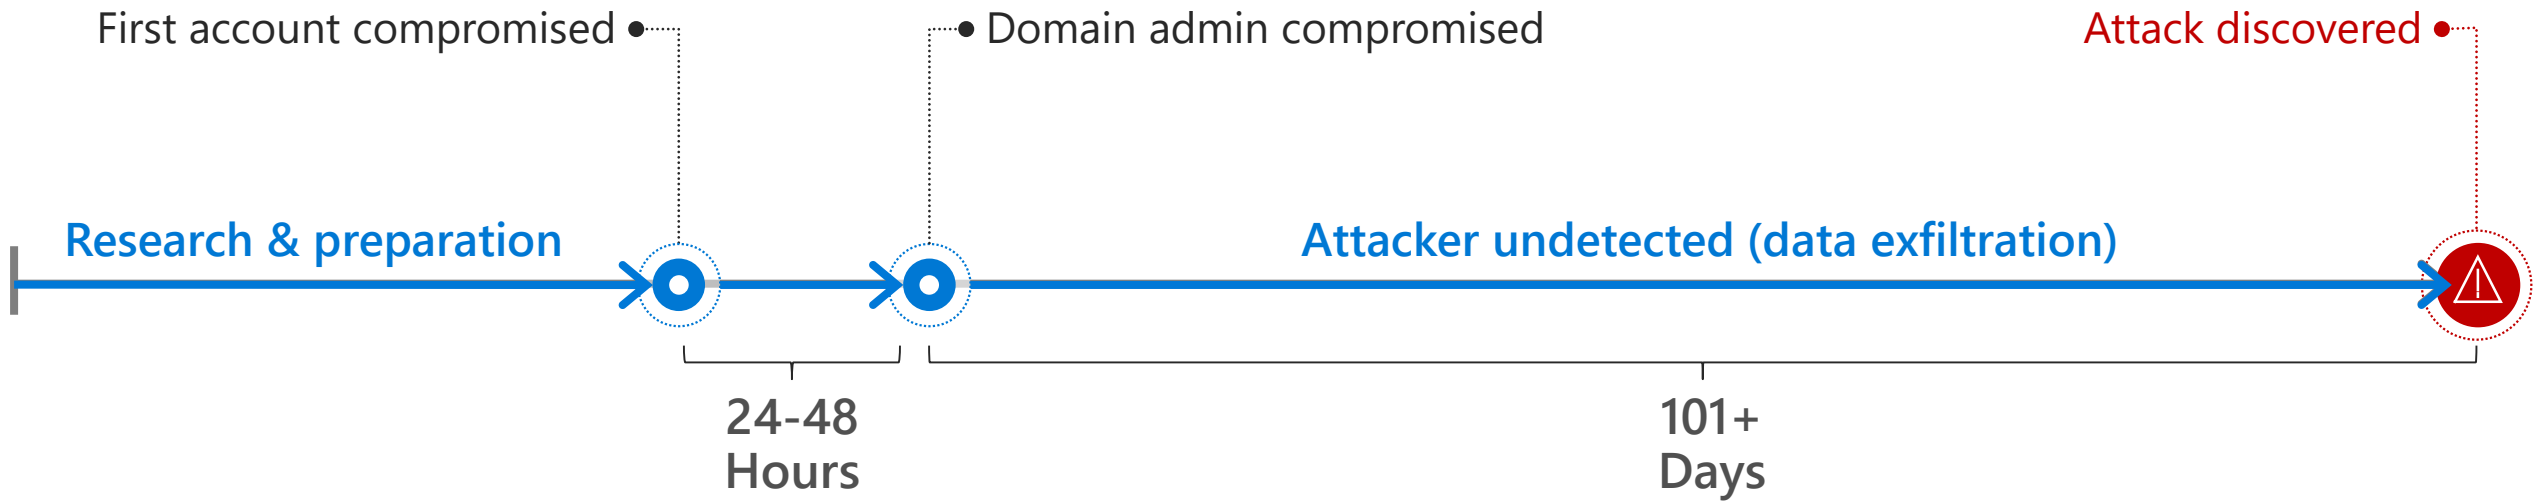 First account compromised
Domain admin compromised
Attack discovered
Research & preparation
Attacker undetected (data exfiltration)
24-48
Hours
101+
Days